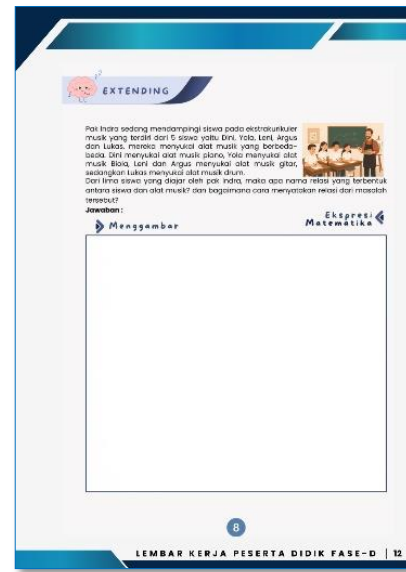 EXTENDING
Pak Indra sedang mendampingi siswa pada ekstrakurikuler
musik yang terdiri dari 5 siswa yaitu Dini, Yola, Leni, Argus
dan Lukas, mereka menyukai alat musik yang berbeda-
beda. Dini menyukai alat musik piano, Yola menyukai alat
musik Biola, Leni dan Argus menyukai alat musik gitar,
sedangkan Lukas menyukai alat musik drum.
Dari lima siswa yang diajar oleh pak Indra, maka apa nama relasi yang terbentuk
antara siswa dan alat musik? dan bagaimana cara menyatakan relasi dari masalah
tersebut?
Jawaban :
Menggambar
Ekspresi
Matematika
8
LEMBAR KERJA PESERTA DIDIK FASE-D | 12